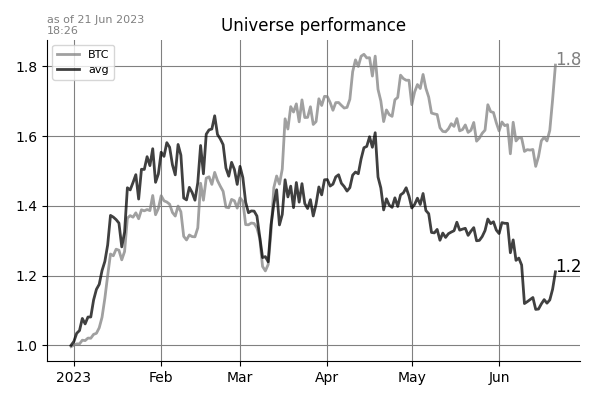 as of 21 Jun 2023
18:26
Universe performance
BTC
avg
1.8
1.6
1.4
1.2
1.0
1.8
1.2
2023
Feb
Mar
Apr
May
Jun